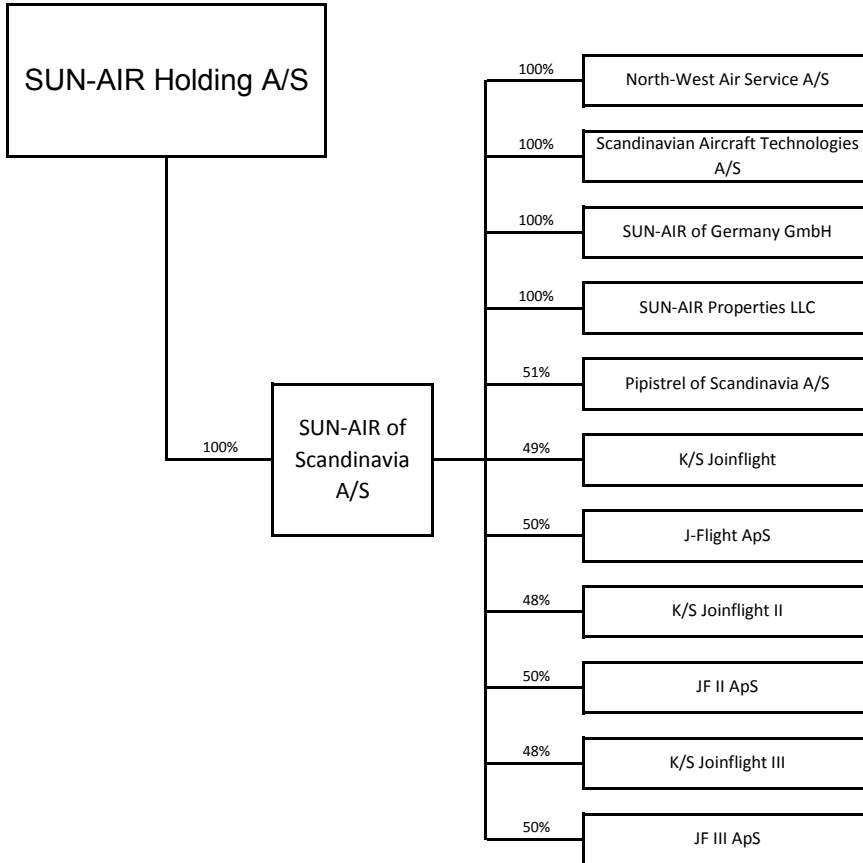 SUN-AIR Holding A/S
100%
North-West Air Service A/S
100%
Scandinavian Aircraft Technologies
A/S
100%
SUN-AIR of Germany GmbH
100%
SUN-AIR Properties LLC
51%
Pipistrel of Scandinavia A/S
100%
SUN-AIR of
Scandinavia
A/S
49%
K/S Joinflight
50%
J-Flight ApS
48%
K/S Joinflight II
50%
JF II ApS
48%
K/S Joinflight III
50%
JF III ApS